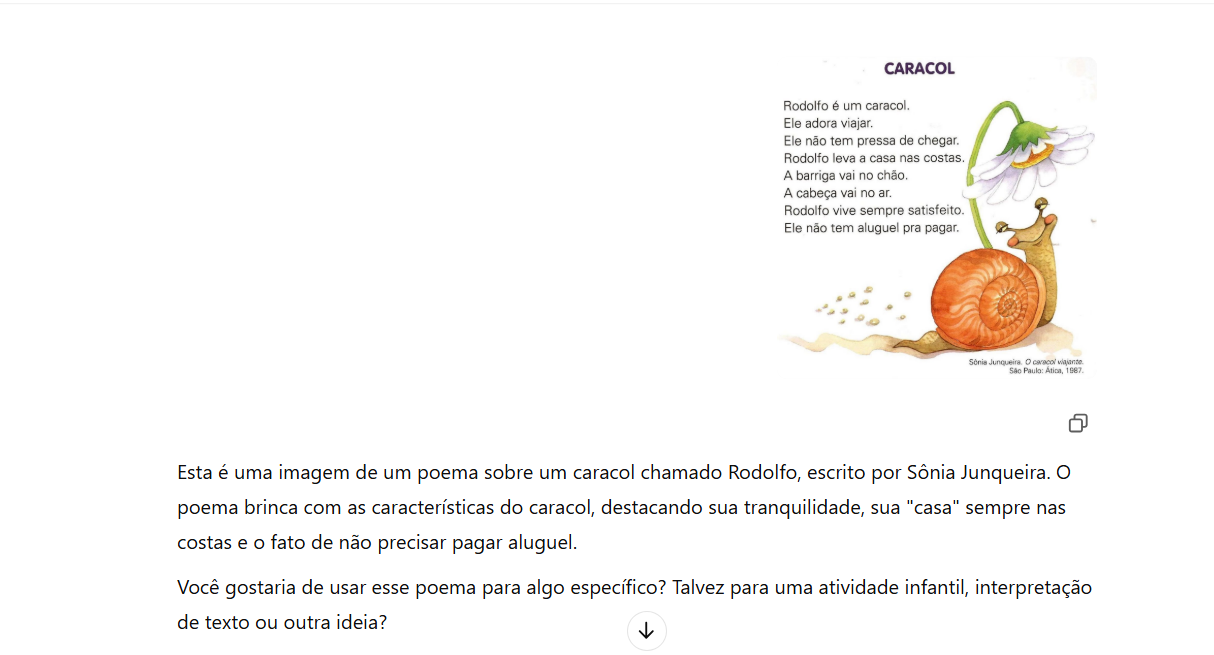 CARACOL
Rodolfo é um caracol.
Ele adora viajar.
Ele não tem pressa de chegar.
Rodolfo leva a casa nas costas.
A barriga vai no chão.
A cabeça vai no ar.
Rodolfo vive sempre satisfeito.
Ele não tem aluguel pra pagar.
Sônia Junqueira. O caracol viajante.
São Paulo: Ática, 1987.
Esta é uma imagem de um poema sobre um caracol chamado Rodolfo, escrito por Sônia Junqueira. O
poema brinca com as características do caracol, destacando sua tranquilidade, sua "casa" sempre nas
costas e o fato de não precisar pagar aluguel.
Você gostaria de usar esse poema para algo específico? Talvez para uma atividade infantil, interpretação
de texto ou outra ideia?